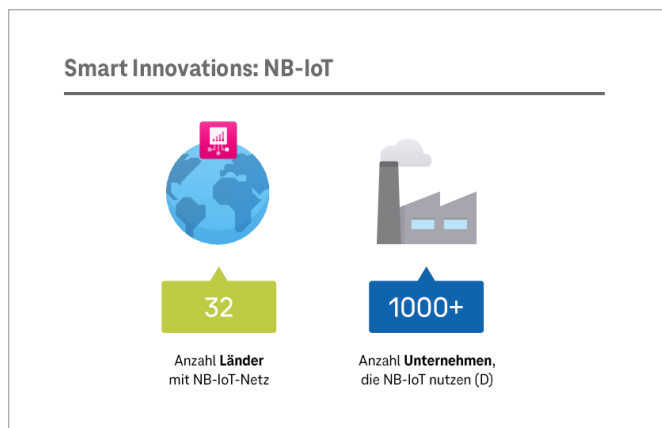 Smart Innovations: NB-IoT
32
1000+
Anzahl Länder
mit NB-IoT-Netz
Anzahl Unternehmen,
die NB-IoT nutzen (D)